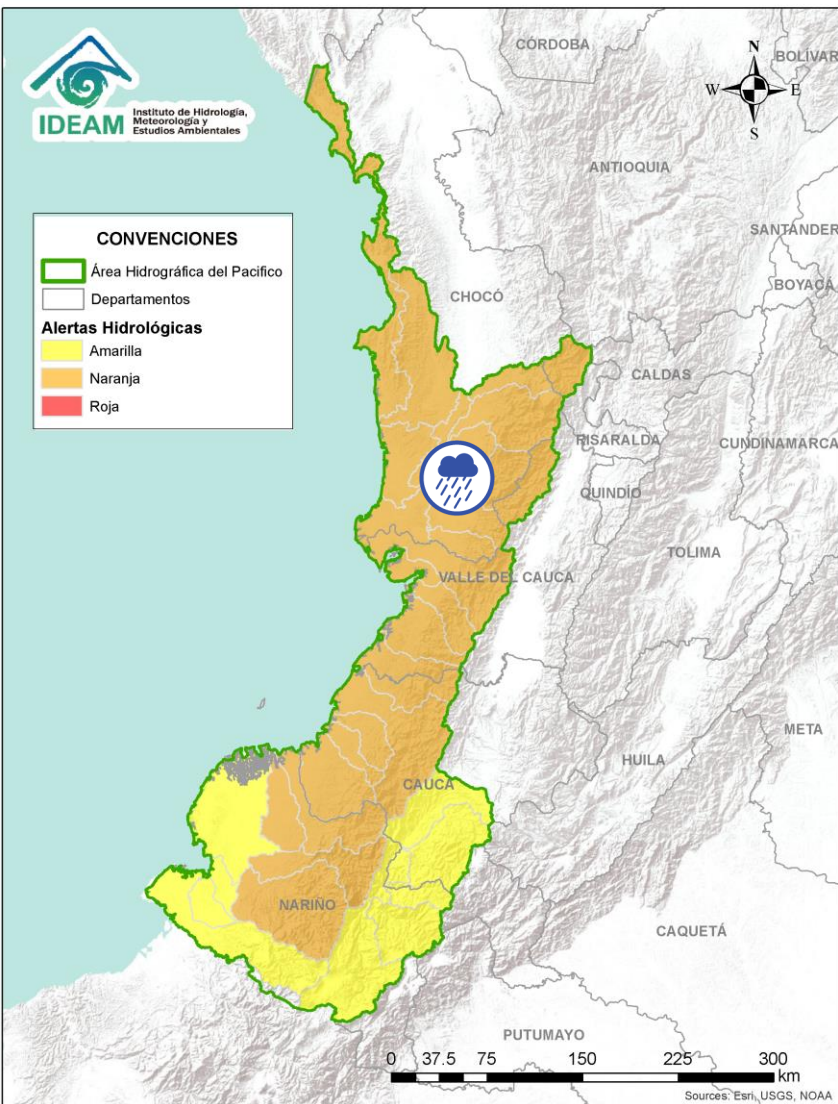 IDEAM
Instituto de Hidrología,
Meteorología y
Estudios Ambientales
N
W
E
S
CONVENCIONES
Área Hidrográfica del Pacifico
Departamentos
Alertas Hidrológicas
Amarilla
Naranja
Roja
CÓRDOBA
BOLÍVAR
ANTIOQUIA
SANTANDER
BOYACÁ
CHOCÓ
CALDAS
RISARALDA
CUNDINAMARCA
QUINDÍO
TOLIMA
VALLE DEL CAUCA
META
HUILA
CAUCA
NARIÑO
CAQUETÁ
PUTUMAYO
0 37.5 75 150 225 300
km
Sources: Esri, USGS, NOAA